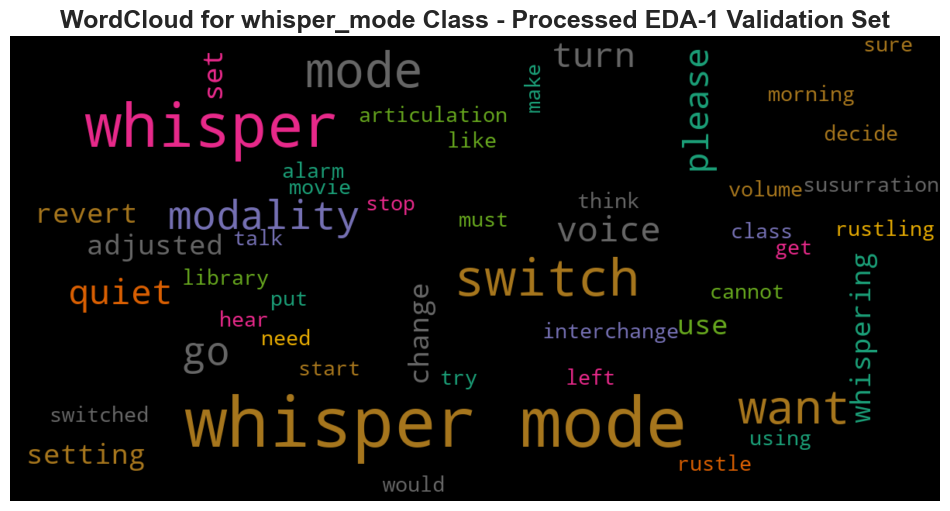 WordCloud for whisper_mode Class - Processed EDA-1 Validation Set
sure
set
mode
turn
please
make
morning
whisper
articulation
like
decide
alarm
movie
stop
think
volume
susurration
revert
modality
must
voice
class
rustling
adjusted
talk
get
quiet
library
put
switch
cannot
whispering
hear
need
change
interchange
use
go
start
try
left
switched
whisper mode
want
using
setting
rustle
would